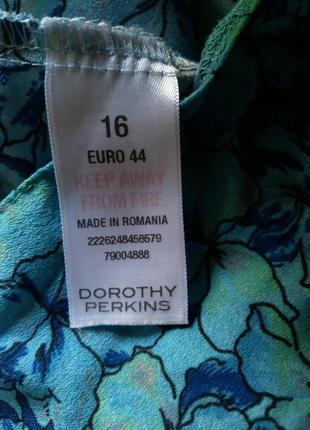 16
EURO 44
KEEP AWAY
FROM FIRE
MADE IN ROMANIA
2226248456579
79004888
DOROTHY
PERKINS